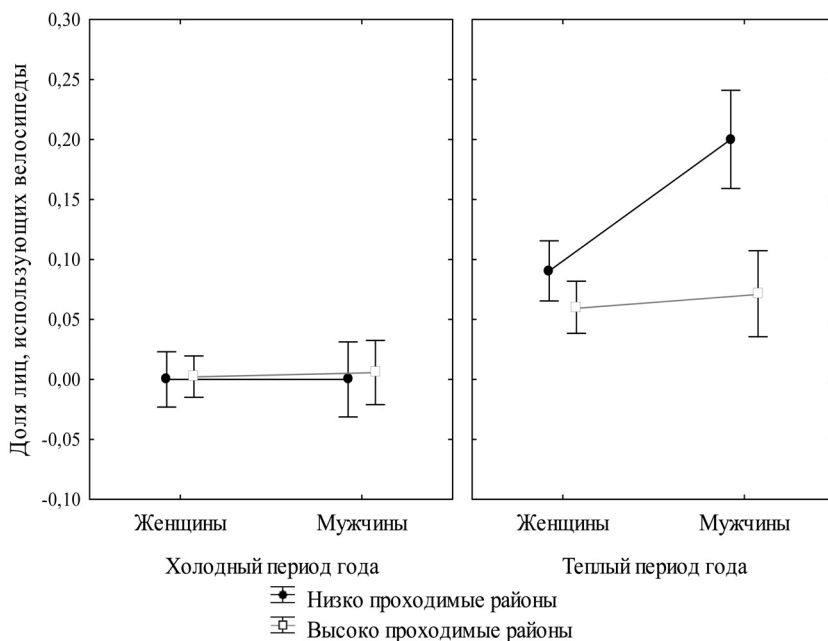 Доля лиц, использующих велосипеды
0,30
0,25
0,20
0,15
0,10
0,05
0,00
-0,05
-0,10
Женщины Мужчины Женщины Мужчины
Холодный период года Теплый период года
Низко проходимые районы
Высоко проходимые районы